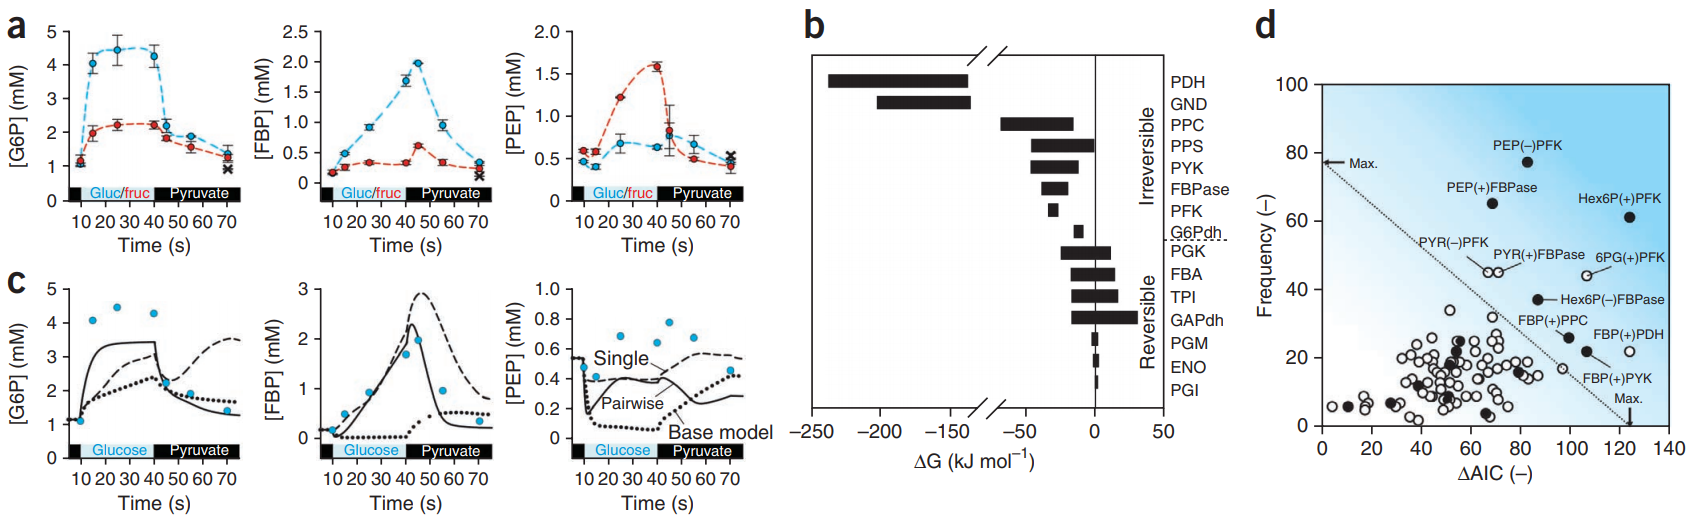 a
[G6P] (mM)
5
4
3
2
1
0
Gluc/fruc
Pyruvate
10 20 30 40 50 60 70
Time (s)
[FBP] (mM)
2.5
2.0
1.5
1.0
0.5
0
Gluc/fruc
Pyruvate
10 20 30 40 50 60 70
Time (s)
[PEP] (mM)
2.0
1.5
1.0
0.5
0
Gluc/fruc
Pyruvate
10 20 30 40 50 60 70
Time (s)
b
PDH
GND
PPC
PPS
PYK
FBPase
PFK
G6Pdh
PGK
FBA
TPI
GAPdh
PGM
ENO
PGI
Irreversible
Reversible
−250 −200 −150 −50 0 50
ΔG (kJ mol−1)
c
[G6P] (mM)
5
4
3
2
1
0
Glucose
Pyruvate
10 20 30 40 50 60 70
Time (s)
[FBP] (mM)
3
2
1
0
Glucose
Pyruvate
10 20 30 40 50 60 70
Time (s)
[PEP] (mM)
1.0
0.8
0.6
0.4
0.2
0
Single
Pairwise
Base model
Glucose
Pyruvate
10 20 30 40 50 60 70
Time (s)
d
Frequency (–)
100
80
60
40
20
0
Max.
PEP(–)PFK
PEP(+)FBPase
Hex6P(+)PFK
PYR(–)PFK
PYR(+)FBPase
6PG(+)PFK
Hex6P(–)FBPase
FBP(+)PPC
FBP(+)PDH
FBP(+)PYK
Max.
0 20 40 60 80 100 120 140
ΔAIC (–)